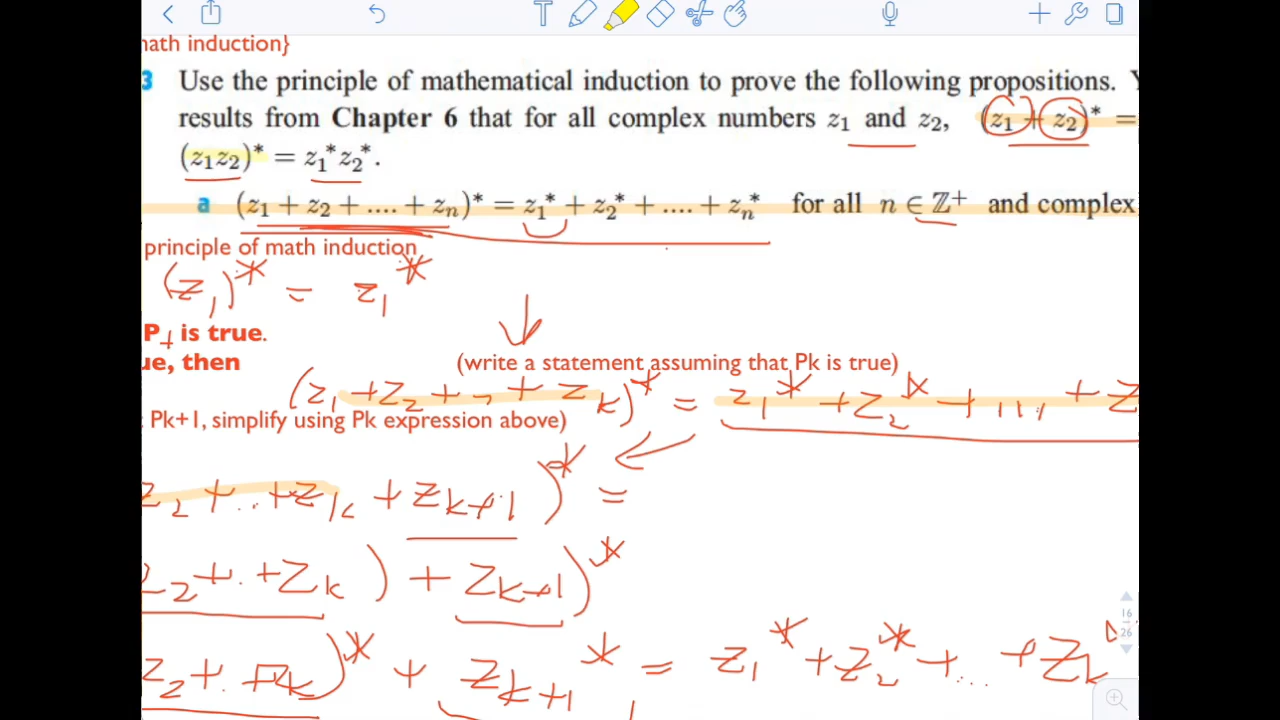 math induction}
3 Use the principle of mathematical induction to prove the following propositions.
results from Chapter 6 that for all complex numbers z₁ and z₂, (z₁ + z₂)* =
(z₁z₂)* = z₁*z₂*.
a (z₁ + z₂ + .... + zₙ)* = z₁* + z₂* + .... + zₙ* for all n ∈ ℤ⁺ and complex
principle of math induction
(z₁)* = z₁*
P₁ is true.
ue, then (write a statement assuming that Pk is true)
(z₁ + z₂ + .. + zₖ)* = z₁* + z₂* + ... + z
Pk+1, simplify using Pk expression above)
z₂ + .. + zₖ + zₖ₊₁)* =
z₂ + . + zₖ) + zₖ₊₁)*
z₂ + .. + zₖ)* + zₖ₊₁* = z₁* + z₂* + ... + zₖ
16
26